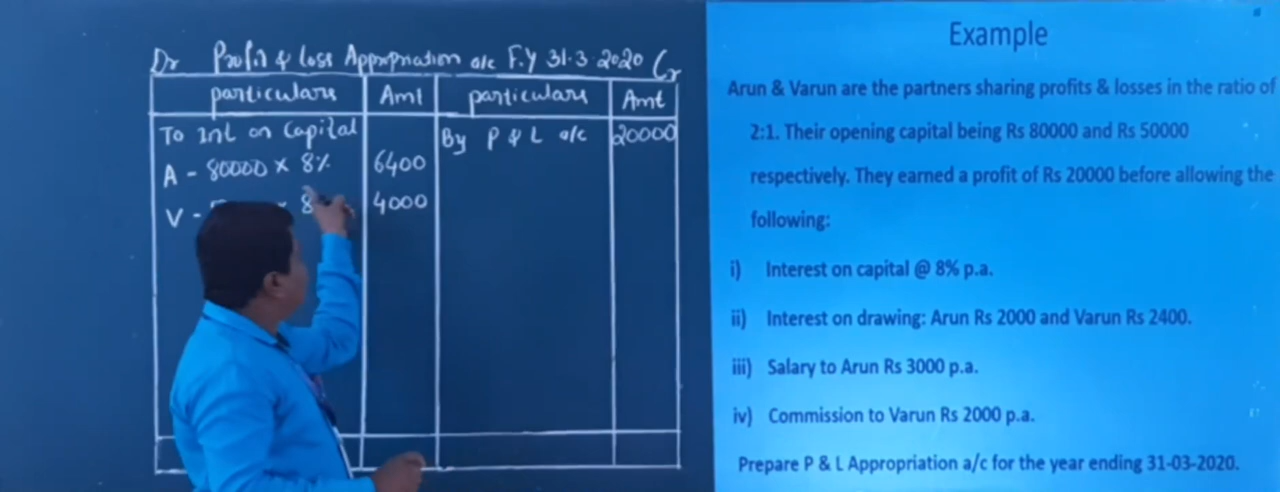 Dr Profit & Loss Appropriation a/c F.Y 31.3.2020 Cr
particulars Amt particulars Amt
To Int on Capital By P & L a/c 20000
A - 80000 × 8% 6400
V - × 8 4000
Example
Arun & Varun are the partners sharing profits & losses in the ratio of
2:1. Their opening capital being Rs 80000 and Rs 50000
respectively. They earned a profit of Rs 20000 before allowing the
following:
i) Interest on capital @ 8% p.a.
ii) Interest on drawing: Arun Rs 2000 and Varun Rs 2400.
iii) Salary to Arun Rs 3000 p.a.
iv) Commission to Varun Rs 2000 p.a.
Prepare P & L Appropriation a/c for the year ending 31-03-2020.